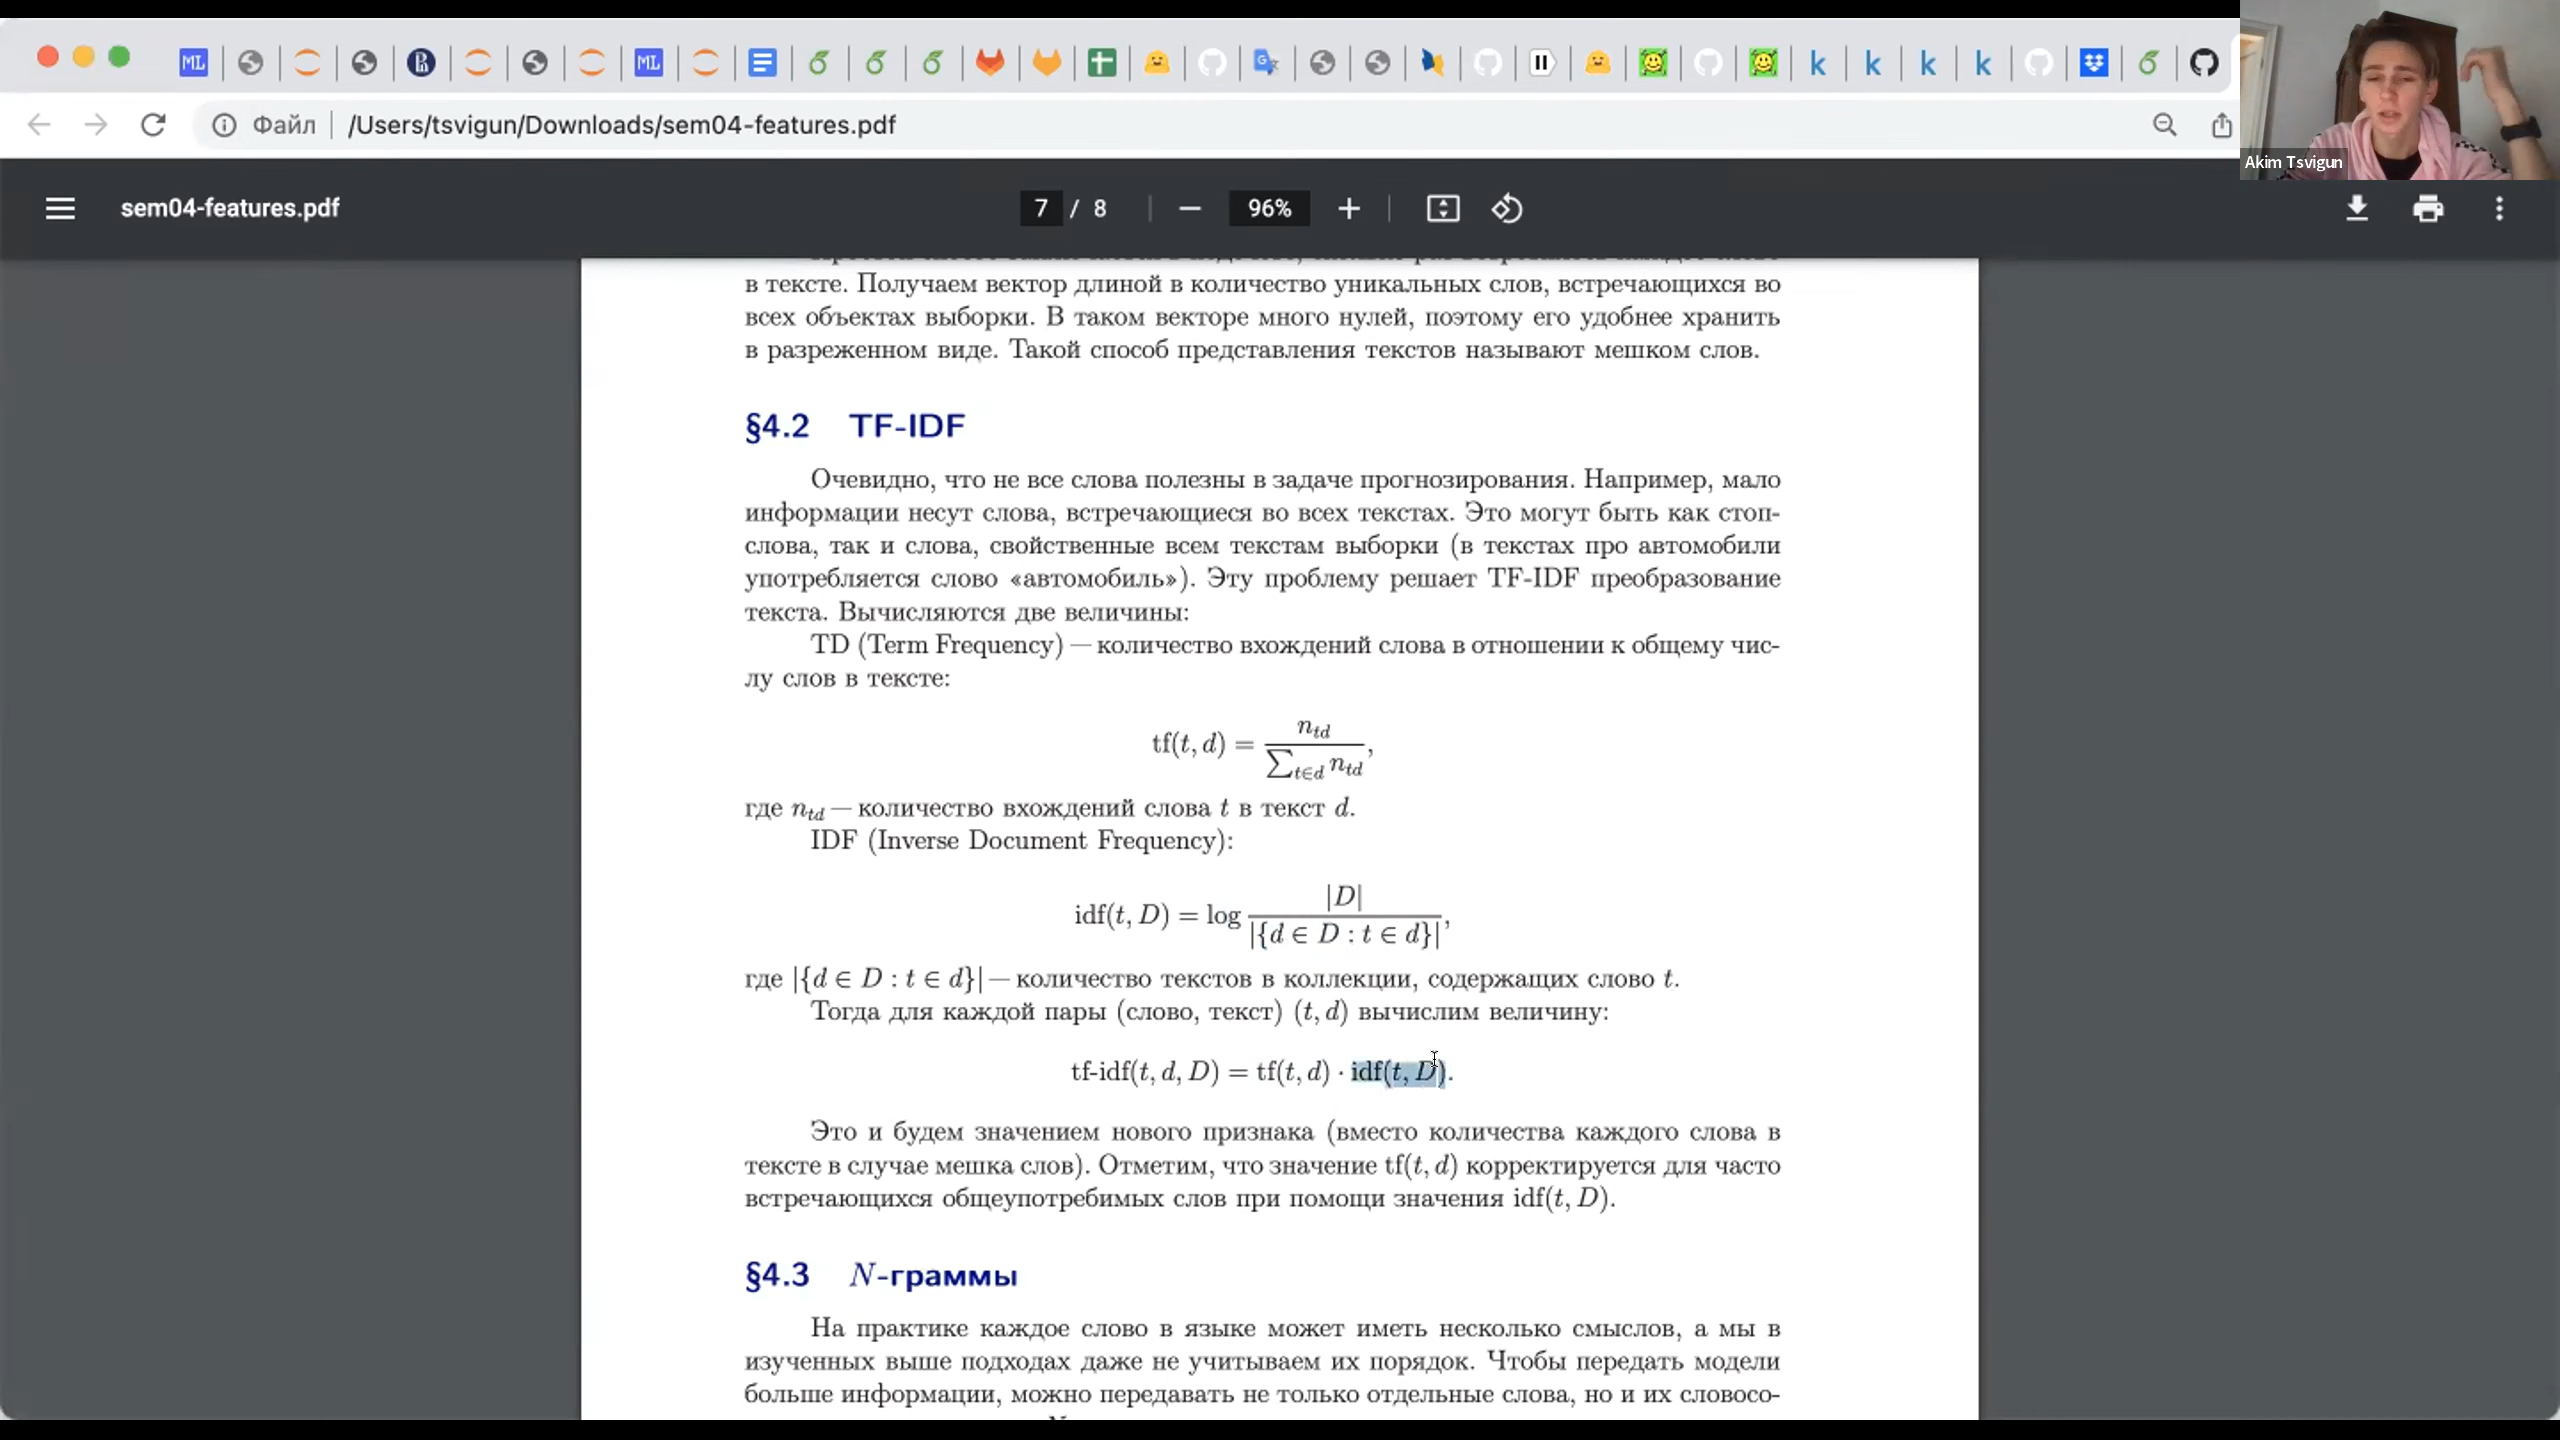 Файл
/Users/tsvigun/Downloads/sem04-features.pdf
Akim Tsvigun
sem04-features.pdf
7 / 8
96%
в тексте. Получаем вектор длиной в количество уникальных слов, встречающихся во
всех объектах выборки. В таком векторе много нулей, поэтому его удобнее хранить
в разреженном виде. Такой способ представления текстов называют мешком слов.
§4.2 TF-IDF
Очевидно, что не все слова полезны в задаче прогнозирования. Например, мало
информации несут слова, встречающиеся во всех текстах. Это могут быть как стоп-
слова, так и слова, свойственные всем текстам выборки (в текстах про автомобили
употребляется слово «автомобиль»). Эту проблему решает TF-IDF преобразование
текста. Вычисляются две величины:
TD (Term Frequency) — количество вхождений слова в отношении к общему чис-
лу слов в тексте:
tf(t, d) = n_{td} / ∑_{t∈d} n_{td},
где n_{td} — количество вхождений слова t в текст d.
IDF (Inverse Document Frequency):
idf(t, D) = log |D| / |{d ∈ D : t ∈ d}|,
где |{d ∈ D : t ∈ d}| — количество текстов в коллекции, содержащих слово t.
Тогда для каждой пары (слово, текст) (t, d) вычислим величину:
tf-idf(t, d, D) = tf(t, d) · idf(t, D).
Это и будем значением нового признака (вместо количества каждого слова в
тексте в случае мешка слов). Отметим, что значение tf(t, d) корректируется для часто
встречающихся общеупотребимых слов при помощи значения idf(t, D).
§4.3 N-граммы
На практике каждое слово в языке может иметь несколько смыслов, а мы в
изученных выше подходах даже не учитываем их порядок. Чтобы передать модели
больше информации, можно передавать не только отдельные слова, но и их словосо-